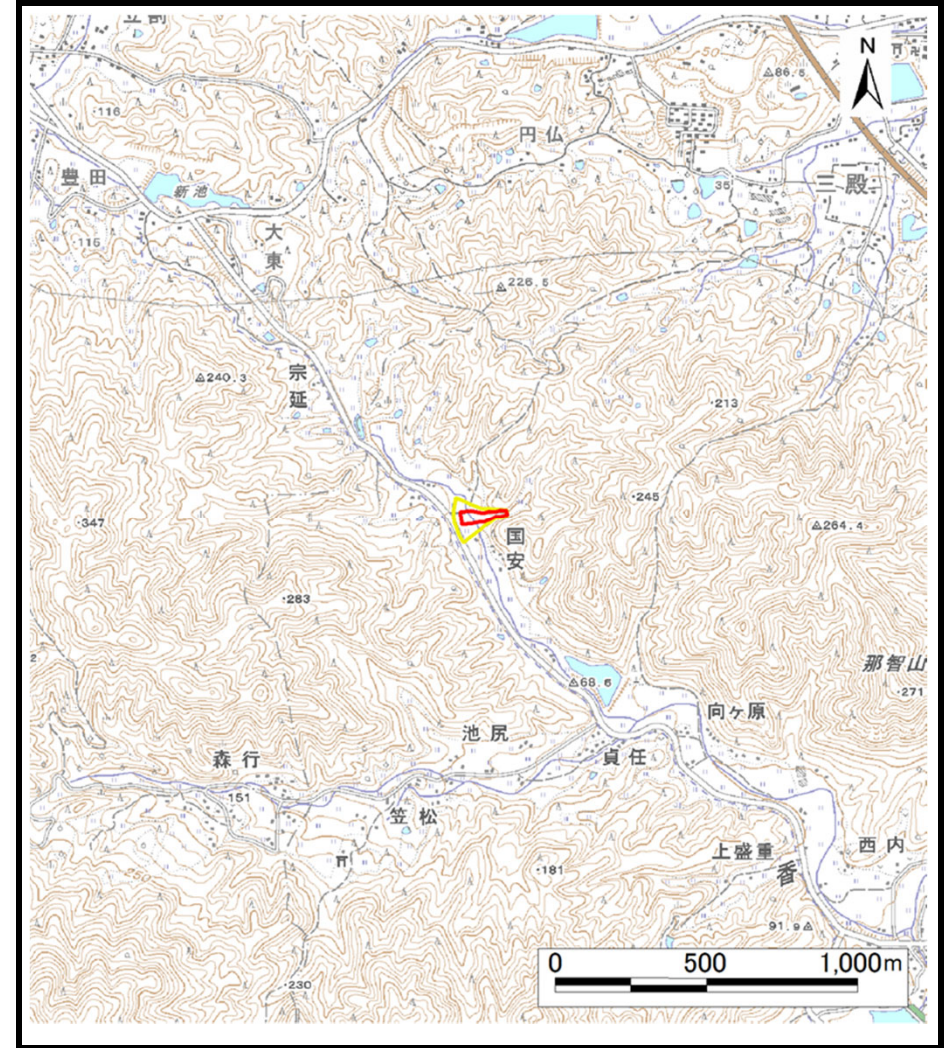 50
△86.5
N
・116
円仏
豊田
新池
35
三殿
大東
・116
△226.5
宗延
△240.3
・213
・245
・347
△264.4
国安
・283
那智山
△68.6
・271
向ヶ原
池尻
森行
貞任
151
笠松
上盛重
西内
香
・181
91.9△
・230
0 500 1,000m